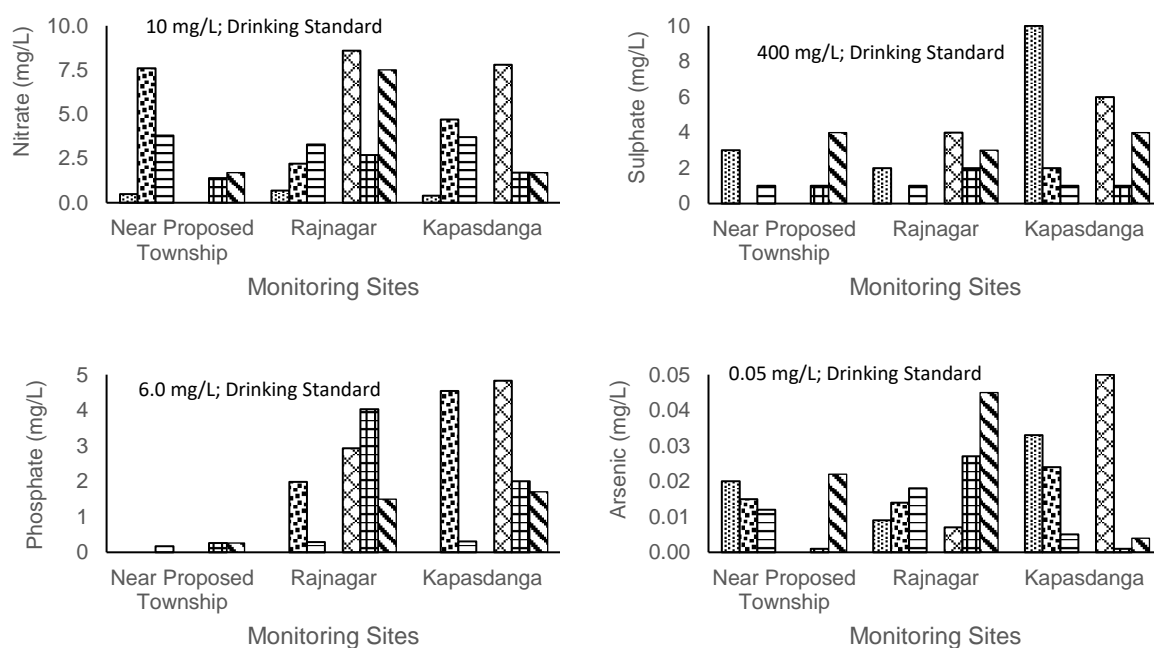 10 mg/L; Drinking Standard
Nitrate (mg/L)
10.0
7.5
5.0
2.5
0.0
Near Proposed
Township
Rajnagar
Kapasdanga
Monitoring Sites
400 mg/L; Drinking Standard
Sulphate (mg/L)
10
8
6
4
2
0
Near Proposed
Township
Rajnagar
Kapasdanga
Monitoring Sites
6.0 mg/L; Drinking Standard
Phosphate (mg/L)
5
4
3
2
1
0
Near Proposed
Township
Rajnagar
Kapasdanga
Monitoring Sites
0.05 mg/L; Drinking Standard
Arsenic (mg/L)
0.05
0.04
0.03
0.02
0.01
0.00
Near Proposed
Township
Rajnagar
Kapasdanga
Monitoring Sites